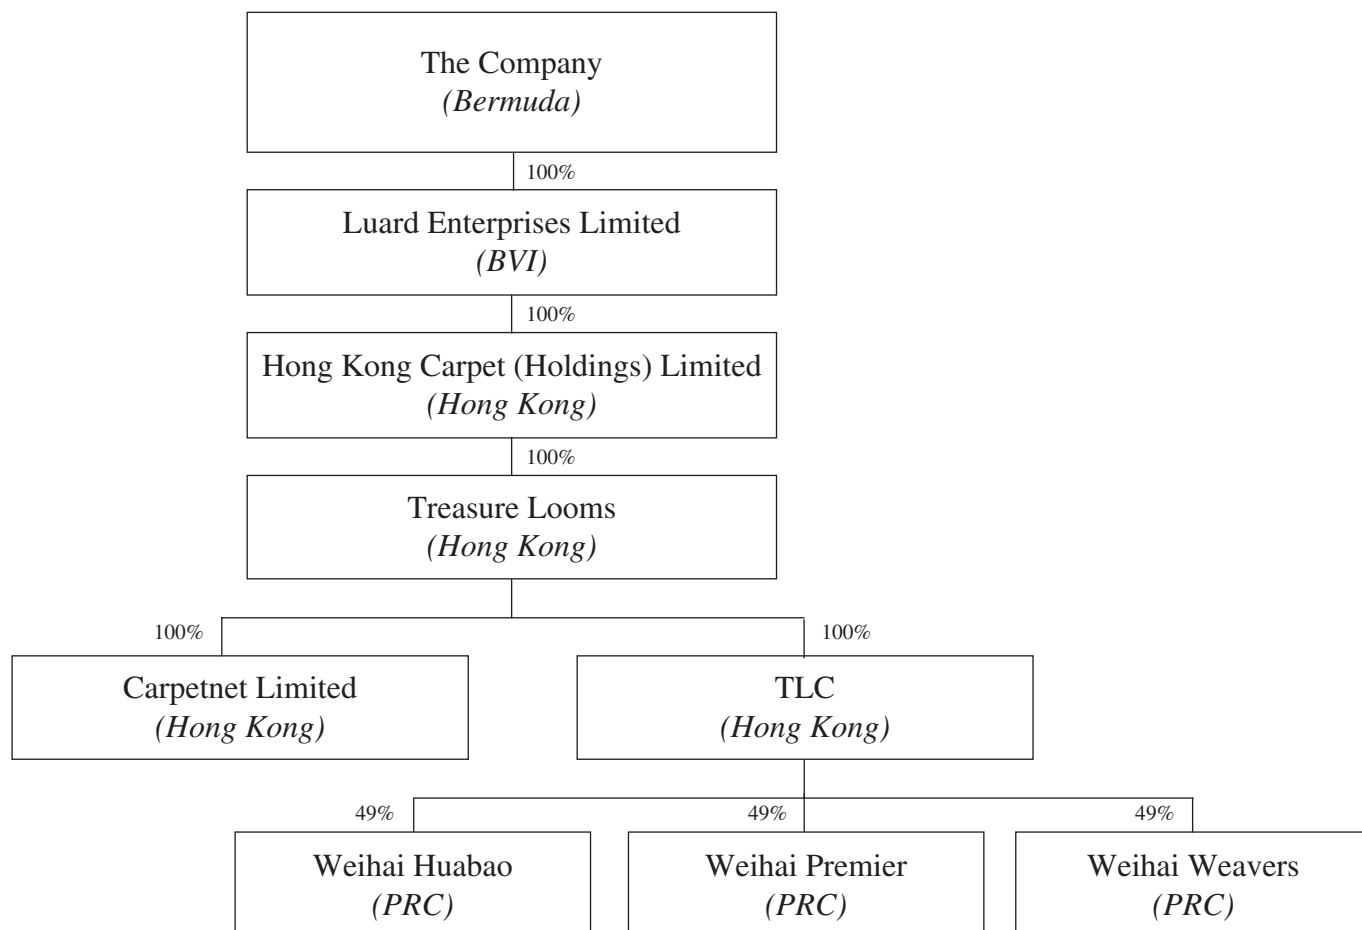 The Company
(Bermuda)
100%
Luard Enterprises Limited
(BVI)
100%
Hong Kong Carpet (Holdings) Limited
(Hong Kong)
100%
Treasure Looms
(Hong Kong)
100%
100%
Carpetnet Limited
(Hong Kong)
TLC
(Hong Kong)
49%
49%
49%
Weihai Huabao
(PRC)
Weihai Premier
(PRC)
Weihai Weavers
(PRC)